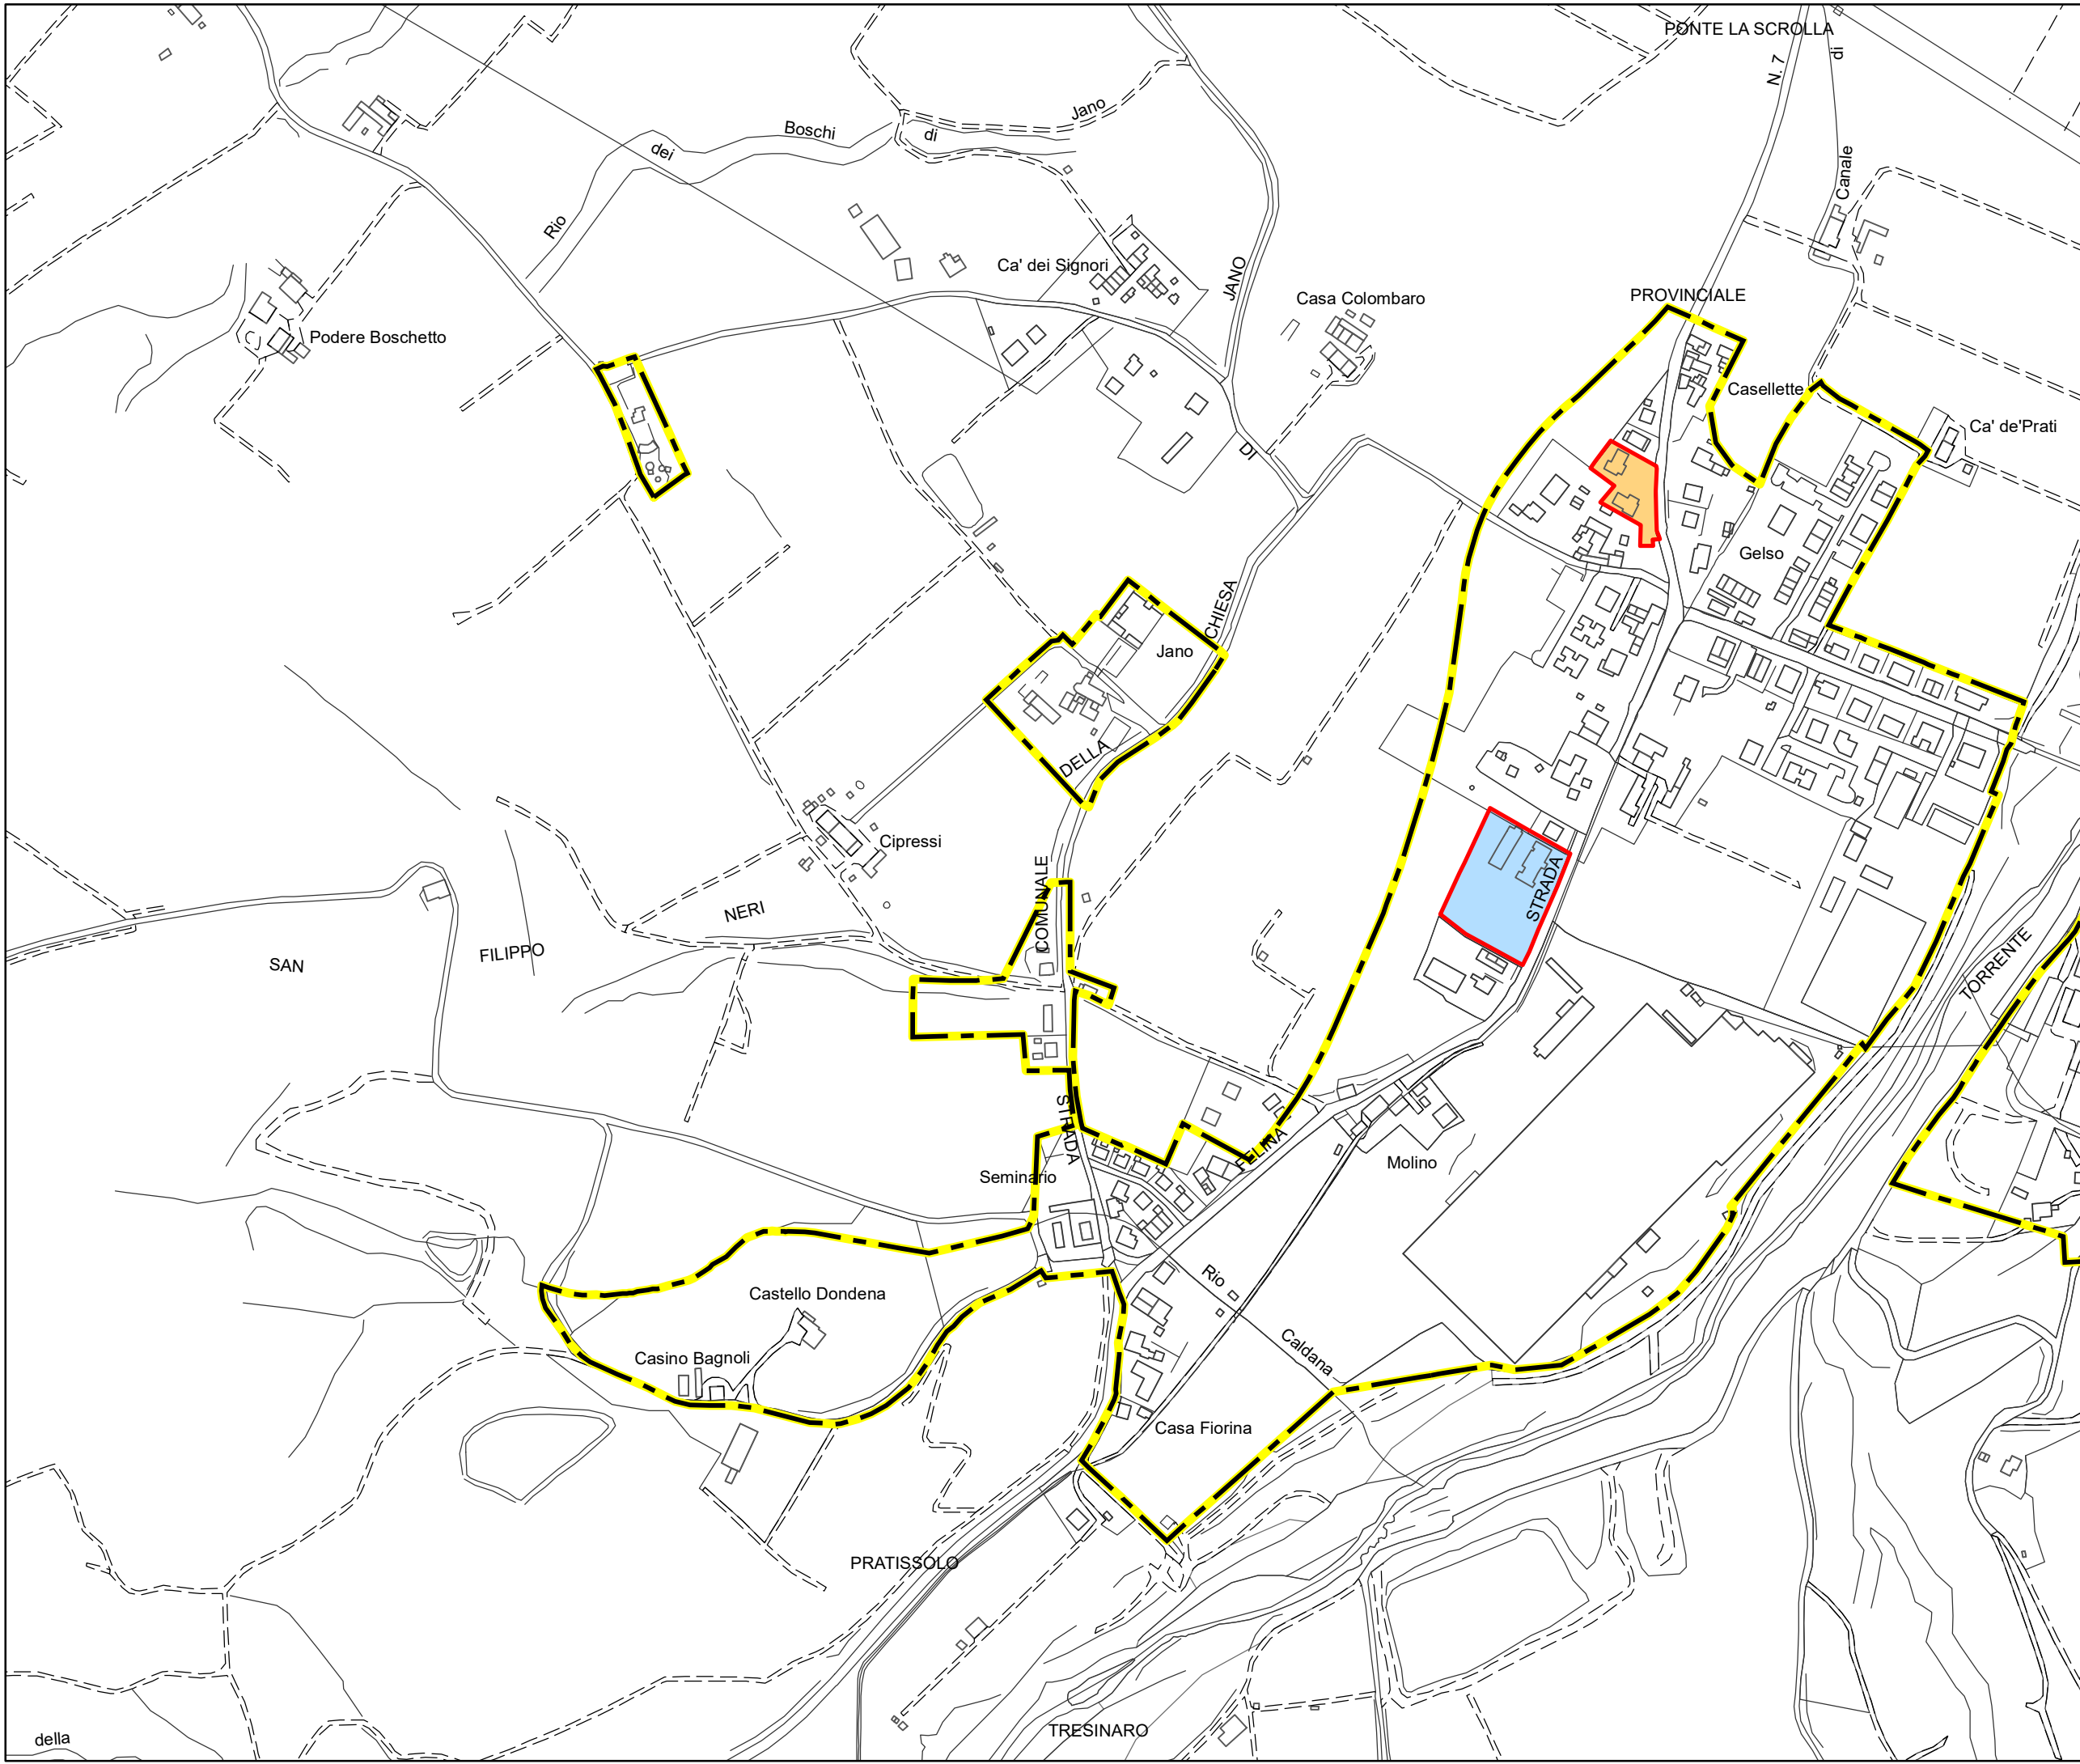 PONTE LA SCROLLA
di
N. 7
Jano
Boschi
di
dei
Canale
Rio
Ca' dei Signori
JANO
Casa Colombaro
PROVINCIALE
Podere Boschetto
Casellette
Ca' de'Prati
DI
Gelso
CHIESA
Jano
DELLA
Cipressi
STRADA
COMUNALE
NERI
FILIPPO
SAN
TORRENTE
STRADA
FELINA
Molino
Seminario
Rio
Castello Dondena
Caldana
Casino Bagnoli
Casa Fiorina
PRATISSOLO
TRESINARO
della